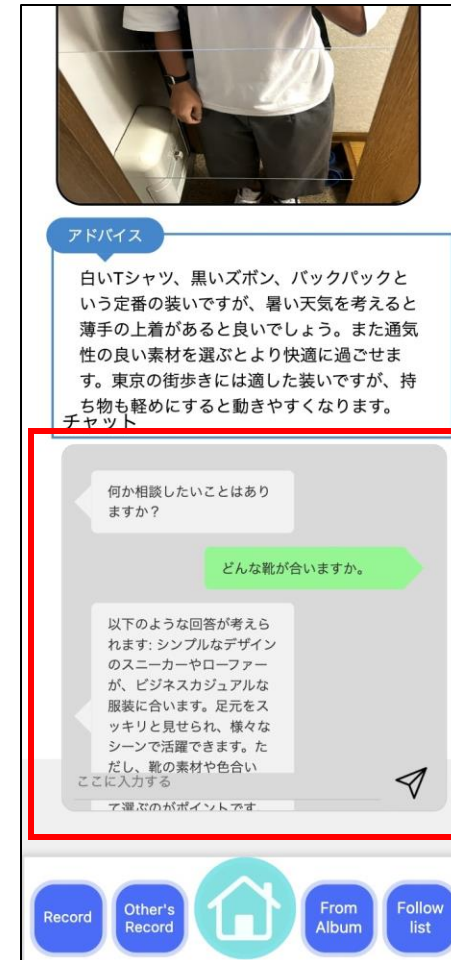 アドバイス
白いTシャツ、黒いズボン、バックパックと
いう定番の装いですが、暑い天気を考えると
薄手の上着があると良いでしょう。また通気
性の良い素材を選ぶとより快適に過ごせま
す。東京の街歩きには適した装いですが、持
ち物も軽めにすると動きやすくなります。
チャット
何か相談したいことはあり
ますか？
どんな靴が合いますか。
以下のような回答が考えら
れます: シンプルなデザイン
のスニーカーやローファー
が、ビジネスカジュアルな
服装に合います。足元をス
ッキリと見せられ、様々な
シーンで活躍できます。た
だし、靴の素材や色合い
ここに入力する
て選ぶのがポイントです。
Record
Other's
Record
From
Album
Follow
list